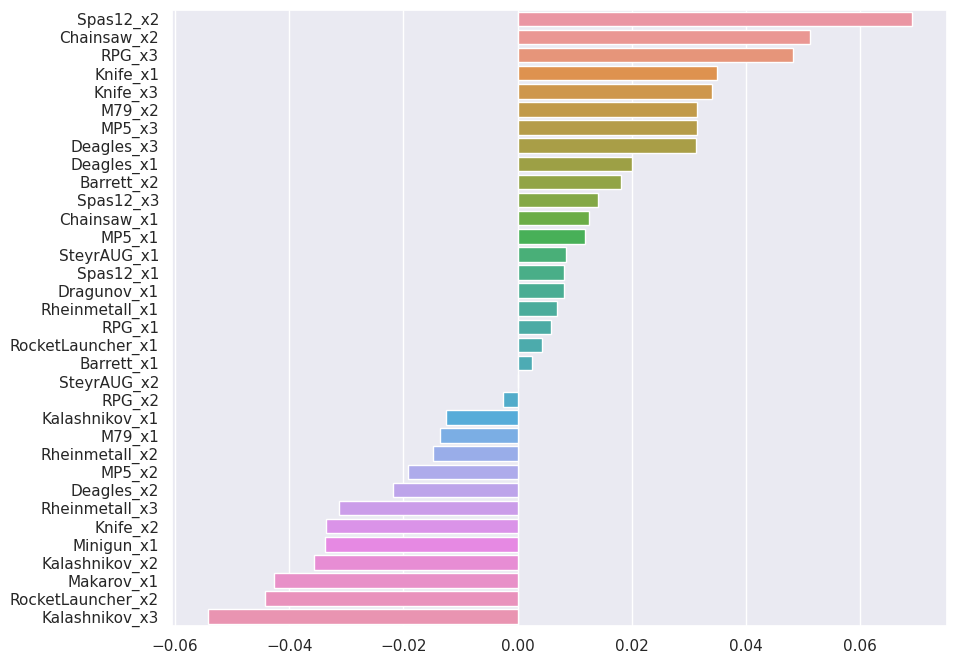 Spas12_x2
Chainsaw_x2
RPG_x3
Knife_x1
Knife_x3
M79_x2
MP5_x3
Deagles_x3
Deagles_x1
Barrett_x2
Spas12_x3
Chainsaw_x1
MP5_x1
SteyrAUG_x1
Spas12_x1
Dragunov_x1
Rheinmetall_x1
RPG_x1
RocketLauncher_x1
Barrett_x1
SteyrAUG_x2
RPG_x2
Kalashnikov_x1
M79_x1
Rheinmetall_x2
MP5_x2
Deagles_x2
Rheinmetall_x3
Knife_x2
Minigun_x1
Kalashnikov_x2
Makarov_x1
RocketLauncher_x2
Kalashnikov_x3
−0.06 −0.04 −0.02 0.00 0.02 0.04 0.06